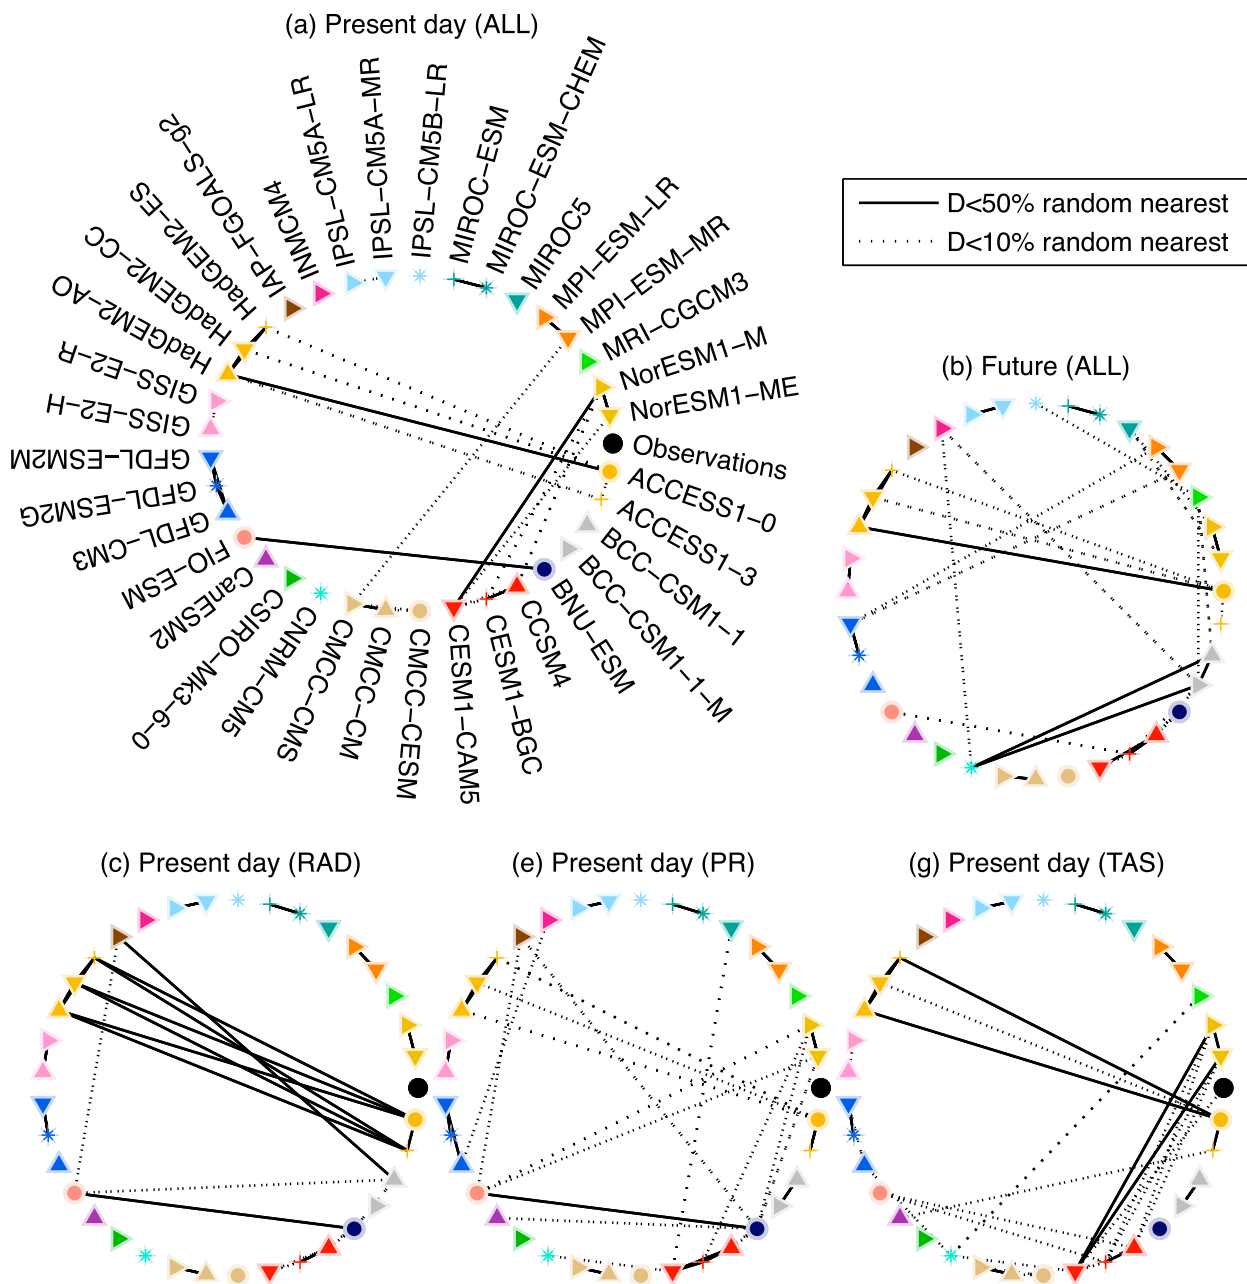 (a) Present day (ALL)
HadGEM2-AO
HadGEM2-CC
HadGEM2-ES
IAP-FGOALS-g2
INMCM4
IPSL-CM5A-LR
IPSL-CM5A-MR
IPSL-CM5B-LR
MIROC-ESM
MIROC-ESM-CHEM
MIROC5
MPI-ESM-LR
MPI-ESM-MR
MRI-CGCM3
NorESM1-M
NorESM1-ME
Observations
ACCESS1-0
ACCESS1-3
BCC-CSM1-1
BCC-CSM1-1-M
BNU-ESM
CCSM4
CESM1-BGC
CESM1-CAM5
CMCC-CESM
CMCC-CM
CMCC-CMS
CNRM-CM5
CSIRO-Mk3-6-0
CanESM2
FIO-ESM
GFDL-CM3
GFDL-ESM2G
GFDL-ESM2M
GISS-E2-H
GISS-E2-R
D<50% random nearest
D<10% random nearest
(b) Future (ALL)
(c) Present day (RAD)
(e) Present day (PR)
(g) Present day (TAS)